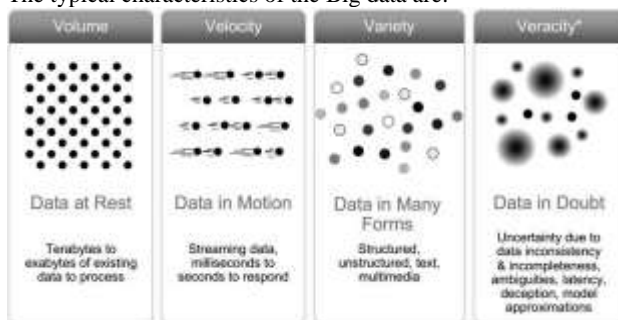 The typical characteristics of the Big data are:
Volume
Velocity
Variety
Veracity*
Data at Rest
Data in Motion
Data in Many
Forms
Data in Doubt
Terabytes to
exabytes of existing
data to process
Streaming data,
milliseconds to
seconds to respond
Structured,
unstructured, text,
multimedia
Uncertainty due to
data inconsistency
& incompleteness,
ambiguities, latency,
deception, model
approximations